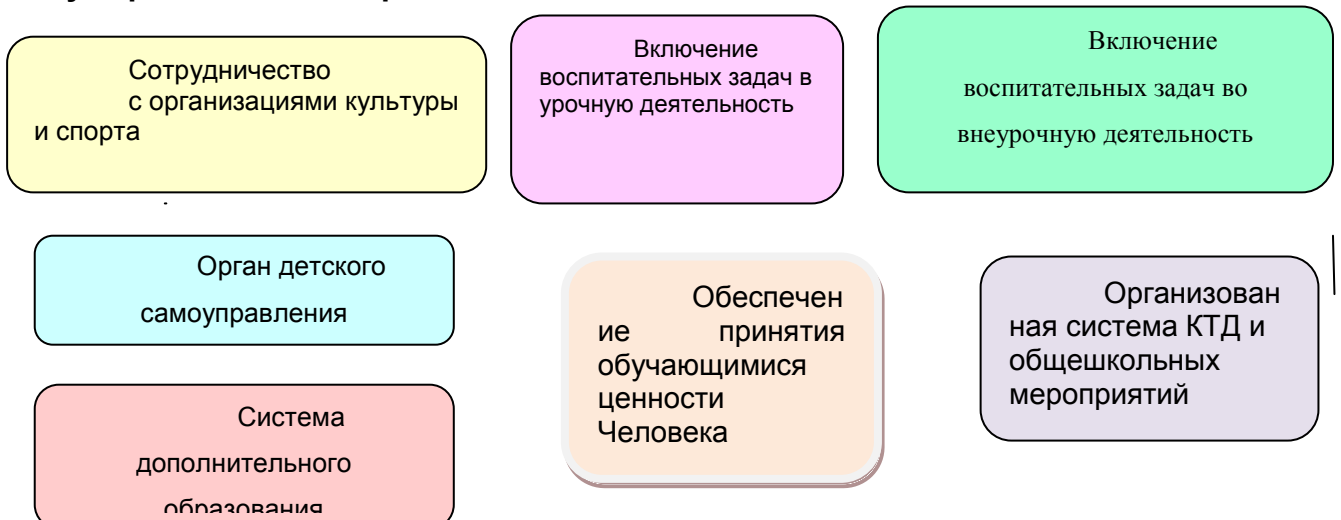 Сотрудничество
с организациями культуры
и спорта
Включение
воспитательных задач в
урочную деятельность
Включение
воспитательных задач во
внеурочную деятельность
Орган детского
самоуправления
Обеспечен
ие принятия
обучающимися
ценности
Человека
Организован
ная система КТД и
общешкольных
мероприятий
Система
дополнительного
образования